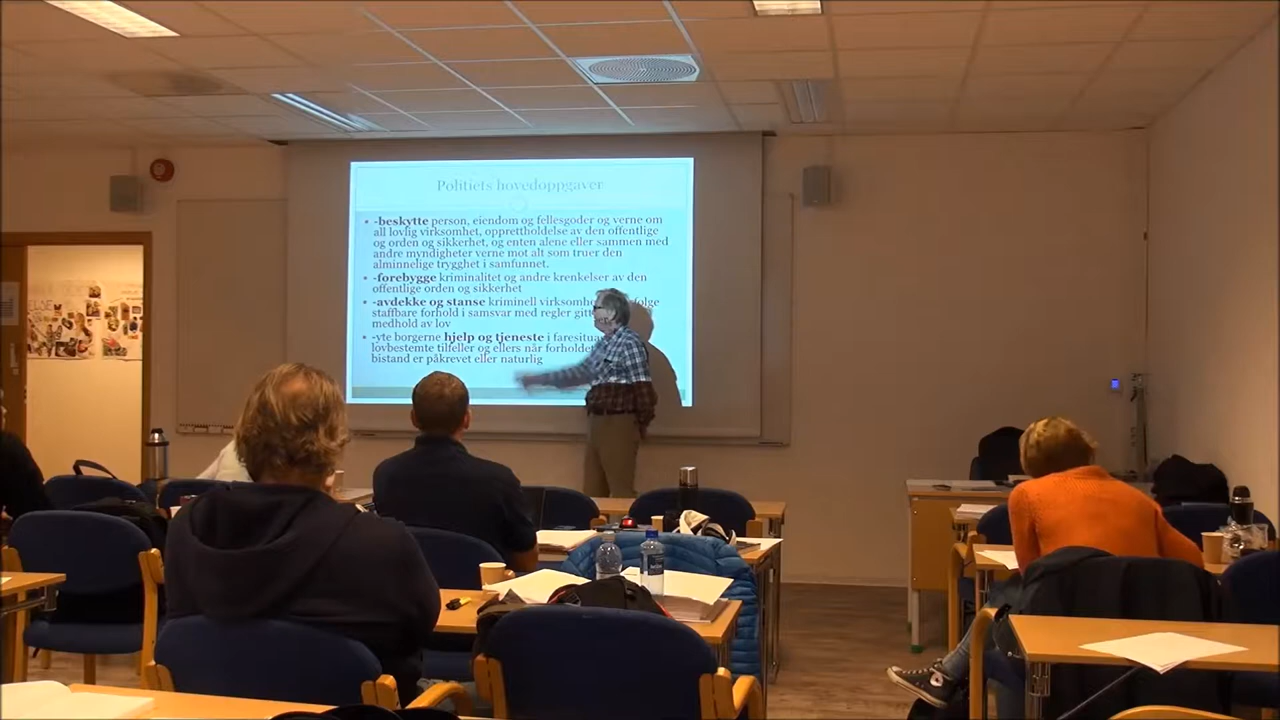 Politiets hovedoppgaver
-beskytte person, eiendom og fellesgoder og verne om
all lovlig virksomhet, opprettholdelse av den offentlige
og orden og sikkerhet, og enten alene eller sammen med
andre myndigheter verne mot alt som truer den
alminnelige trygghet i samfunnet.
-forebygge kriminalitet og andre krenkelser av den
offentlige orden og sikkerhet
-avdekke og stanse kriminell virksomhe følge
staffbare forhold i samsvar med regler gitt
medhold av lov
-yte borgerne hjelp og tjeneste i faresitua
lovbestemte tilfeller og ellers når forholdet
bistand er påkrevet eller naturlig